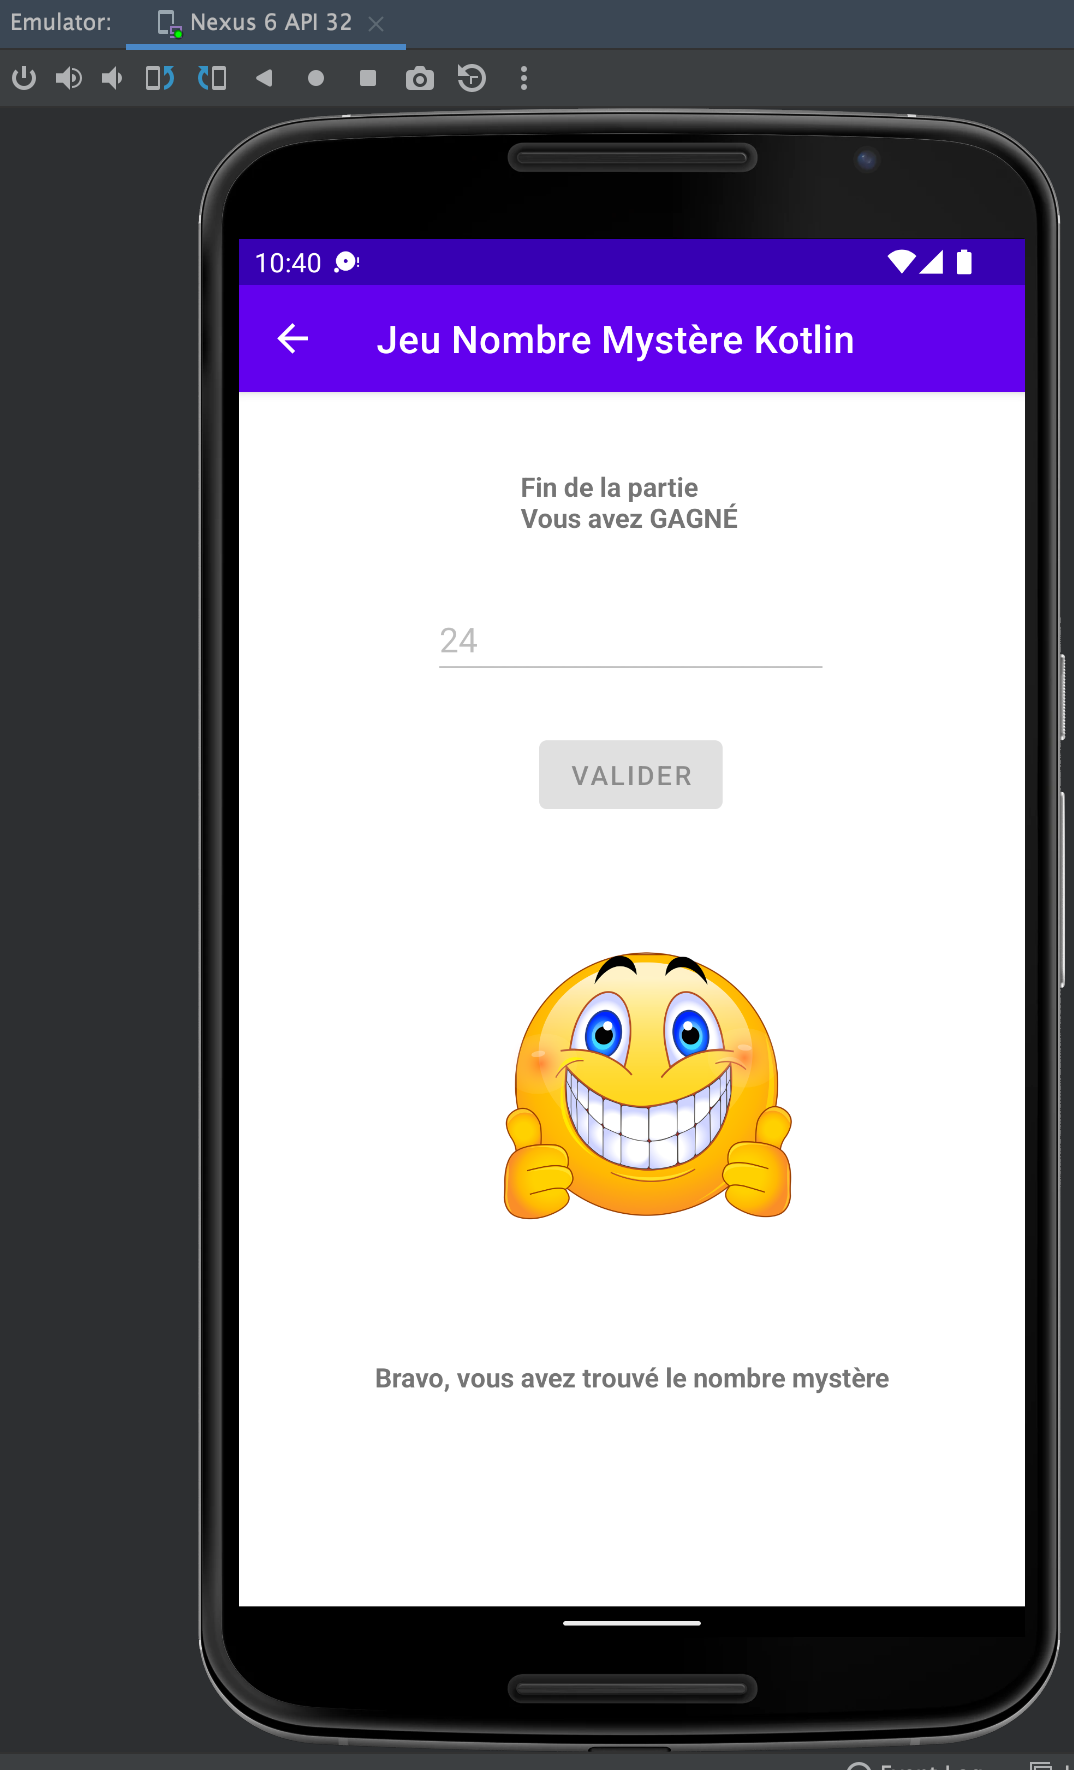 Emulator: Nexus 6 API 32
10:40
Jeu Nombre Mystère Kotlin
Fin de la partie
Vous avez GAGNÉ
24
VALIDER
Bravo, vous avez trouvé le nombre mystère